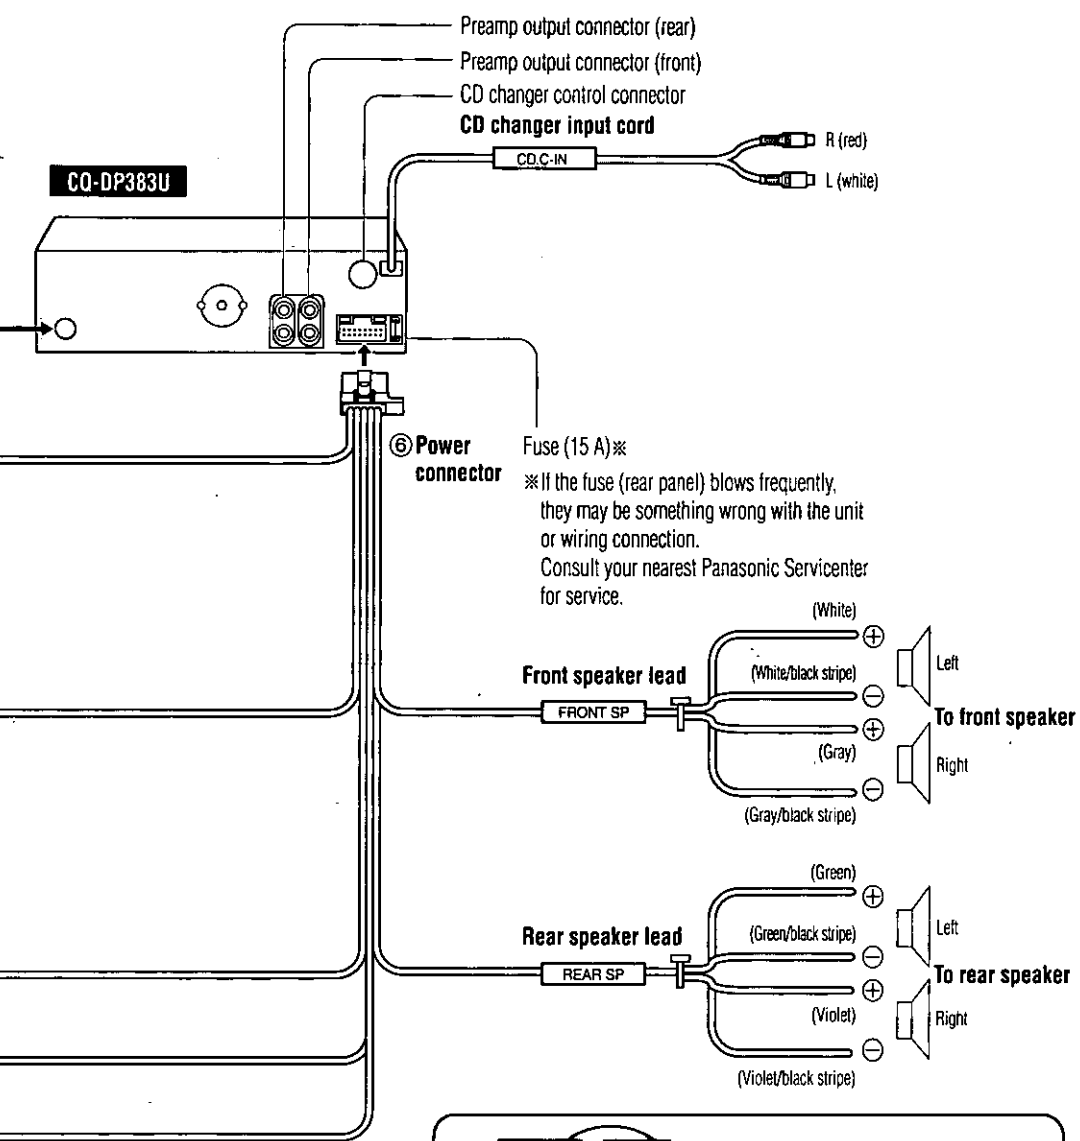 Preamp output connector (rear)
Preamp output connector (front)
CD changer control connector
CD changer input cord
CD.C-IN
R (red)
L (white)
CQ-DP383U
⑥ Power
connector
Fuse (15 A)※
※If the fuse (rear panel) blows frequently,
they may be something wrong with the unit
or wiring connection.
Consult your nearest Panasonic Servicenter
for service.
(White)
⊕
Left
(White/black stripe)
⊖
Front speaker lead
FRONT SP
To front speaker
⊕
(Gray)
Right
⊖
(Gray/black stripe)
(Green)
⊕
Left
(Green/black stripe)
⊖
Rear speaker lead
REAR SP
To rear speaker
⊕
(Violet)
Right
⊖
(Violet/black stripe)